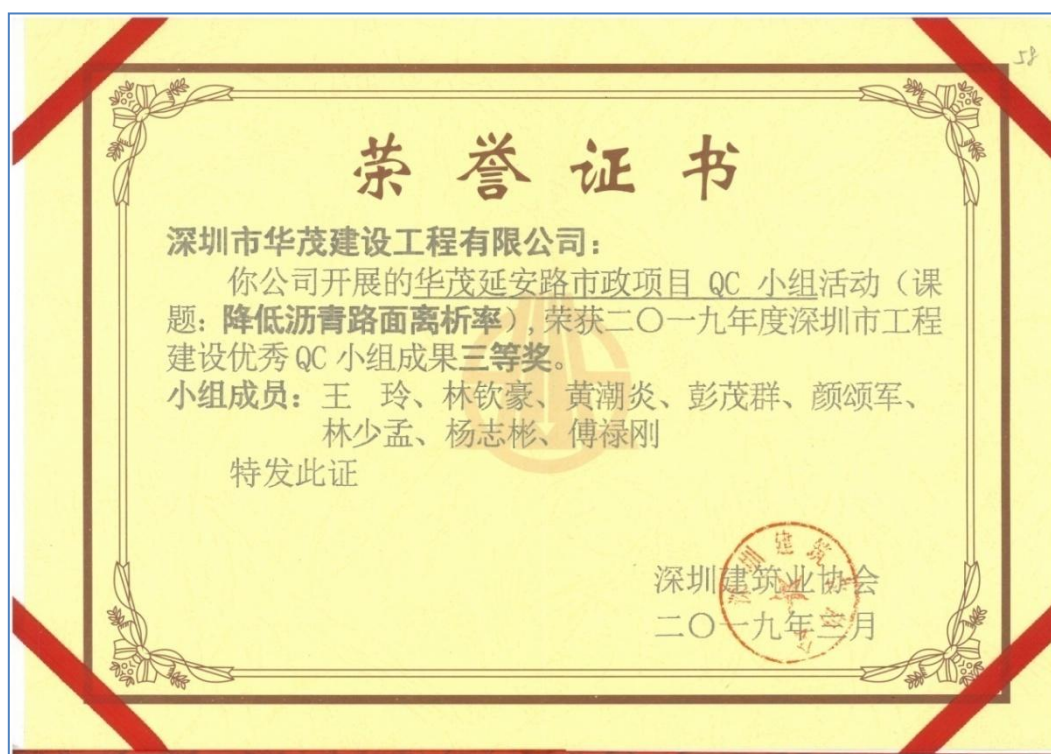 58
荣誉证书
深圳市华茂建设工程有限公司：
你公司开展的华茂延安路市政项目 QC 小组活动（课
题：降低沥青路面离析率），荣获二〇一九年度深圳市工程
建设优秀 QC 小组成果三等奖。
小组成员：王 玲、林钦豪、黄潮炎、彭茂群、颜颂军、
林少孟、杨志彬、傅禄刚
特发此证
深圳建筑业协会
二〇一九年三月